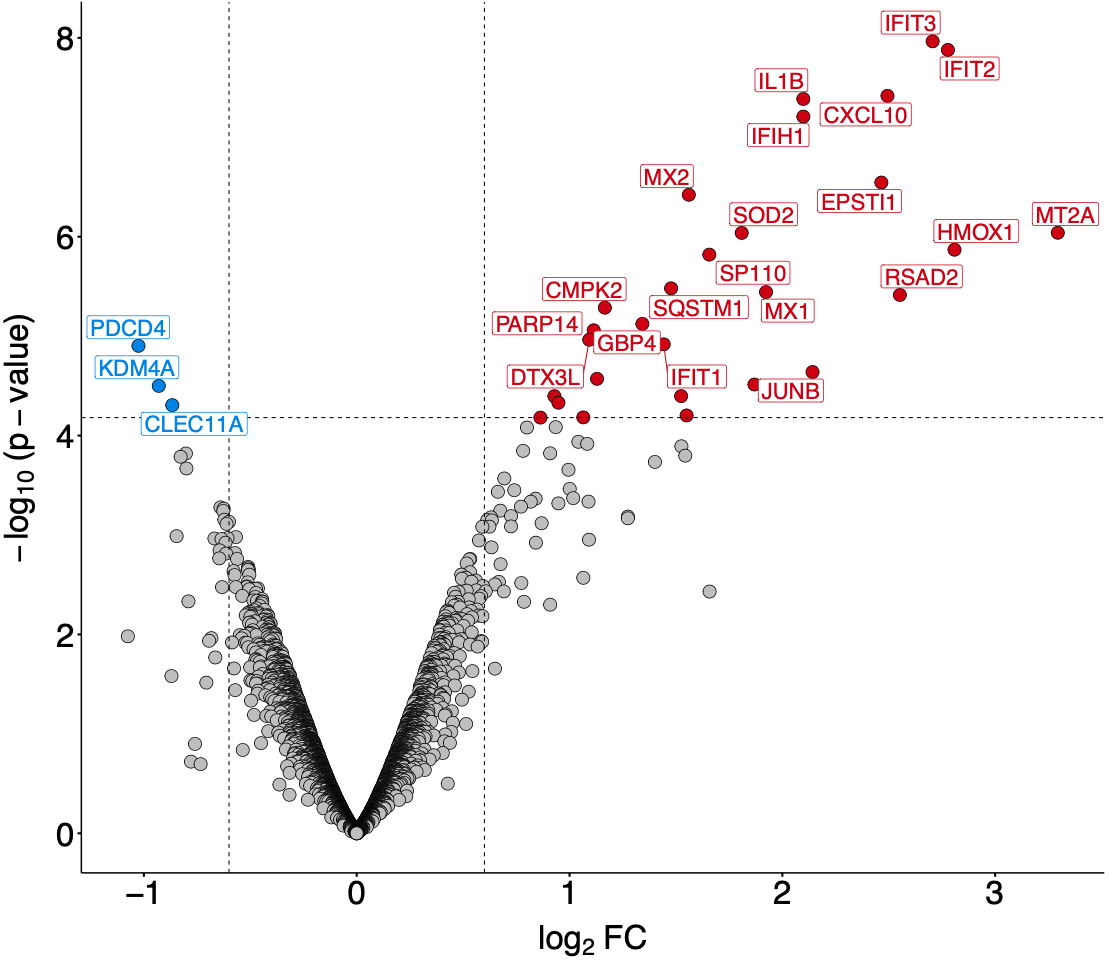 8
6
4
2
0
−log₁₀ (p − value)
IFIT3
IFIT2
IL1B
CXCL10
IFIH1
MX2
EPSTI1
SOD2
MT2A
HMOX1
SP110
RSAD2
CMPK2
SQSTM1
MX1
PARP14
GBP4
PDCD4
KDM4A
DTX3L
IFIT1
JUNB
CLEC11A
−1
0
1
2
3
log₂ FC